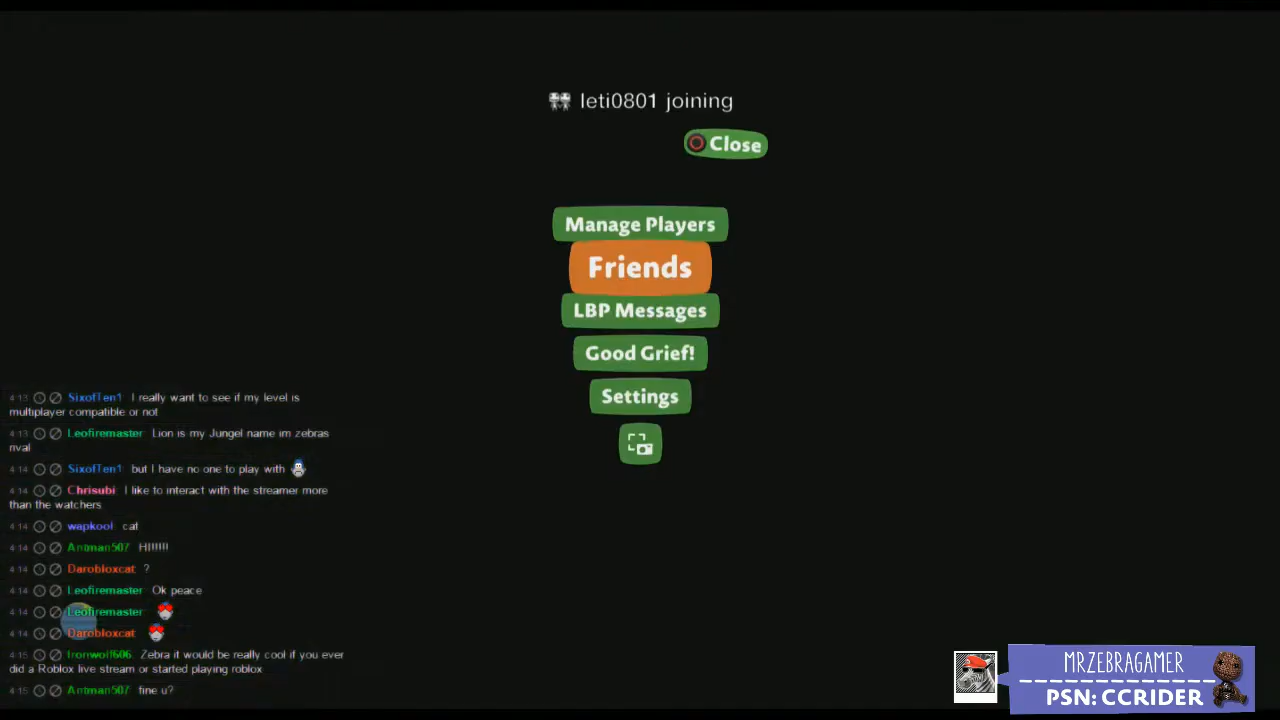 leti0801 joining
Close
Manage Players
Friends
LBP Messages
Good Grief!
Settings
4:13 SixofTen1 I really want to see if my level is
multiplayer compatible or not
4:13 Leofiremaster Lion is my Jungel name im zebras
rival
4:14 SixofTen1 but I have no one to play with
4:14 Chrisubi I like to interact with the streamer more
than the watchers
4:14 wapkool cat
4:14 Antman507 HI!!!!!!
4:14 Darobloxcat ?
4:14 Leofiremaster Ok peace
4:14 Leofiremaster
4:14 Darobloxcat
4:15 Ironwolf606 Zebra it would be really cool if you ever
did a Roblox live stream or started playing roblox
4:15 Antman507 fine u?
MRZEBRAGAMER
PSN: CCRIDER